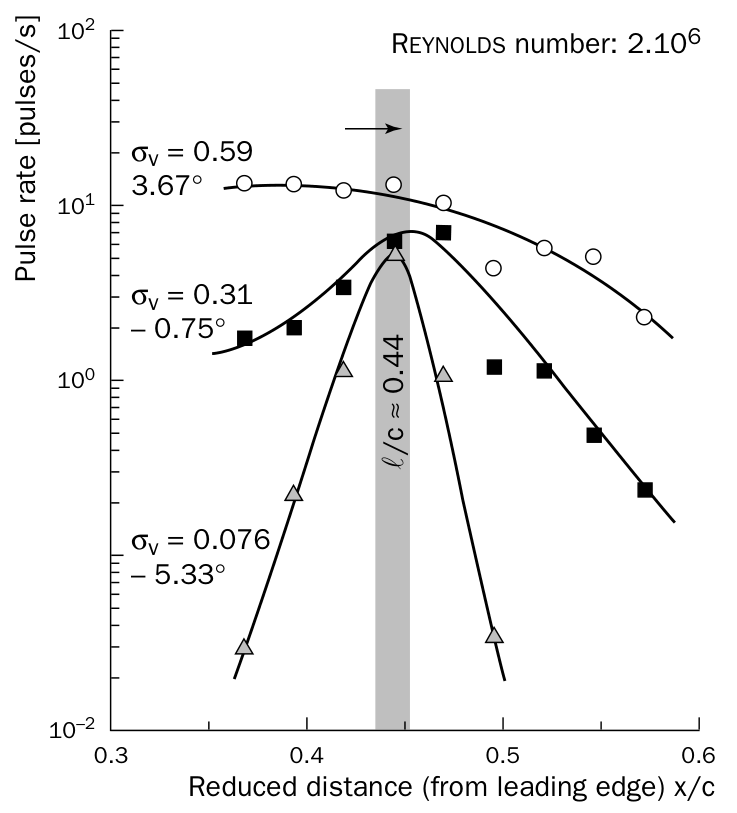 REYNOLDS number: 2.10⁶
Pulse rate [pulses/s]
10²
10¹
10⁰
10⁻²
σᵥ = 0.59
3.67°
σᵥ = 0.31
– 0.75°
σᵥ = 0.076
– 5.33°
ℓ/c ≈ 0.44
0.3 0.4 0.5 0.6
Reduced distance (from leading edge) x/c